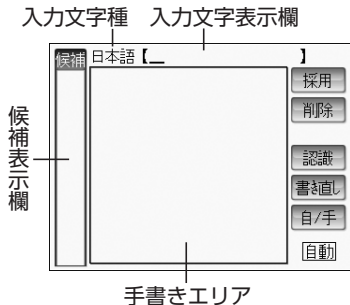 入力文字種 入力文字表示欄
候補 日本語【_ 】
採用
削除
候補表示欄
認識
書き直し
自/手
自動
手書きエリア